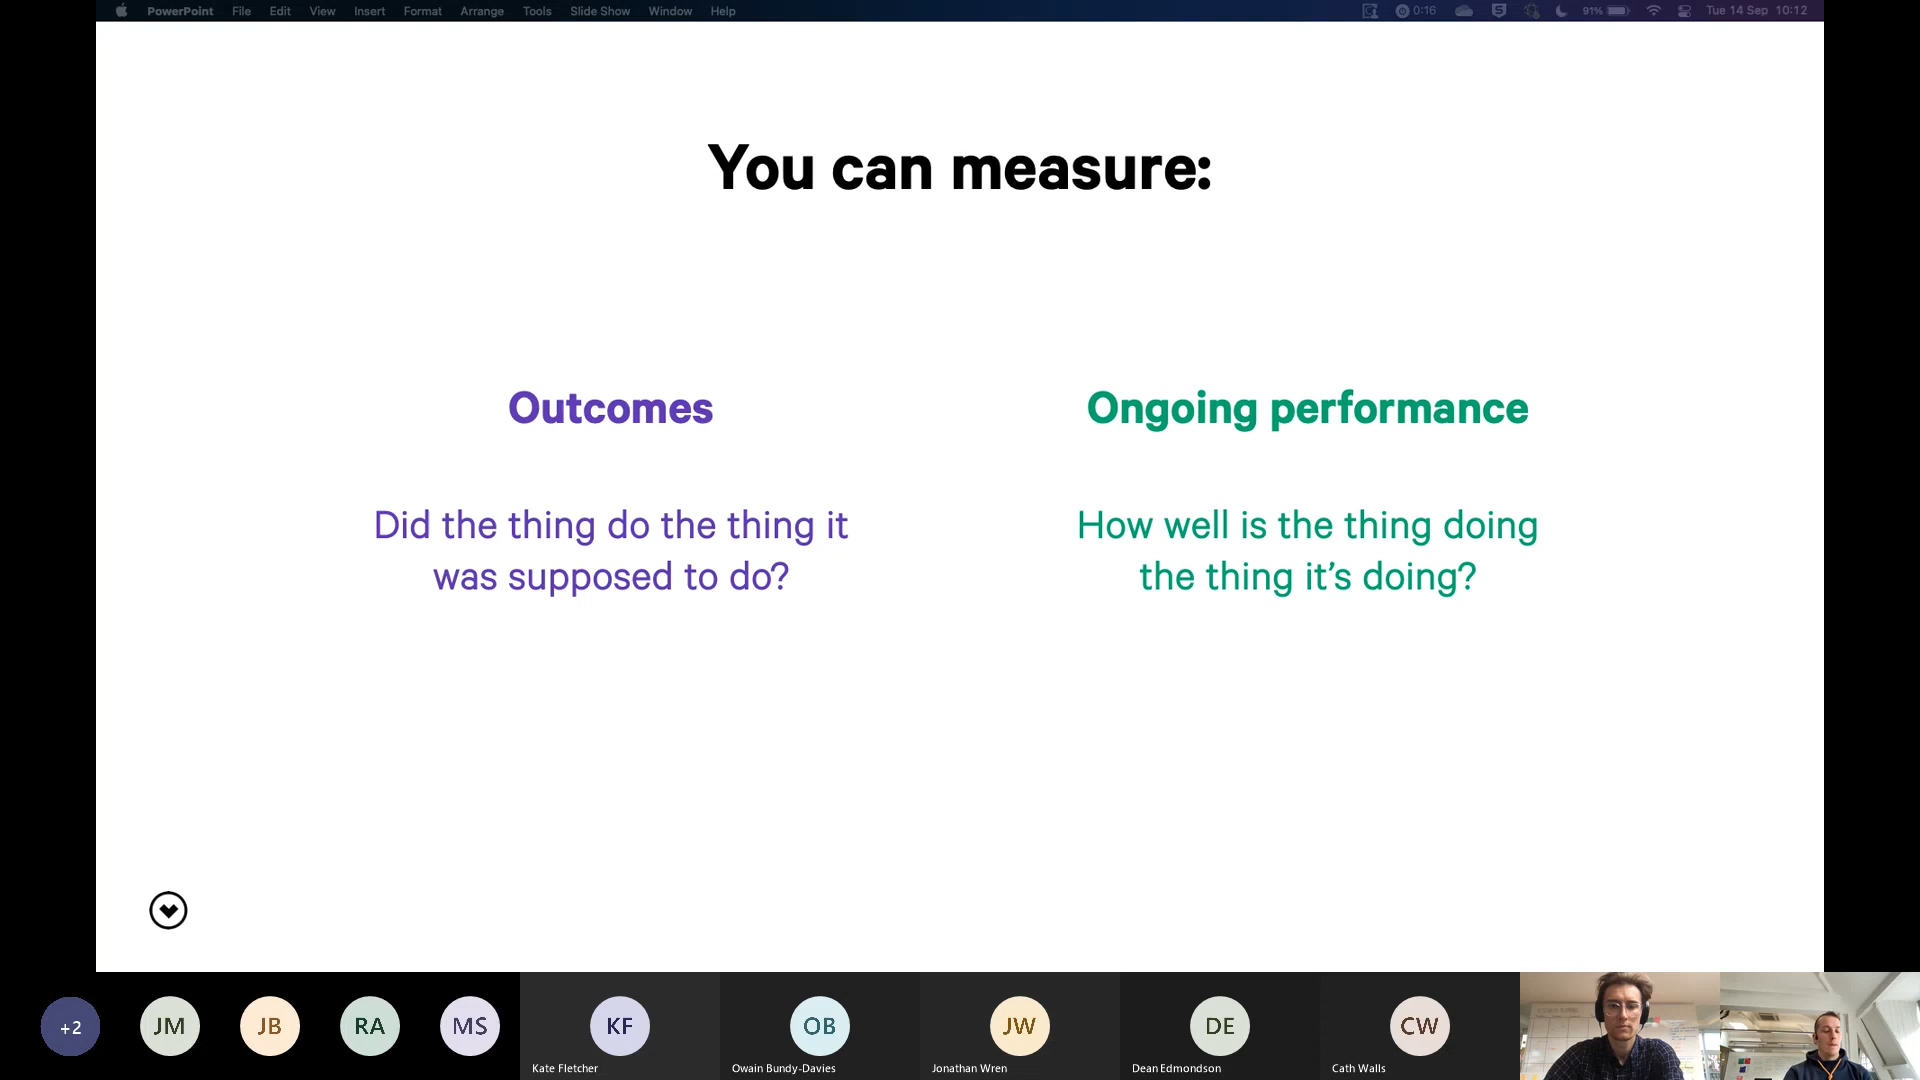 PowerPoint File Edit View Insert Format Arrange Tools Slide Show Window Help 0:16 91% Tue 14 Sep 10:12
You can measure:
Outcomes
Did the thing do the thing it
was supposed to do?
Ongoing performance
How well is the thing doing
the thing it’s doing?
+2 JM JB RA MS KF OB JW DE CW
Kate Fletcher Owain Bundy-Davies Jonathan Wren Dean Edmondson Cath Walls